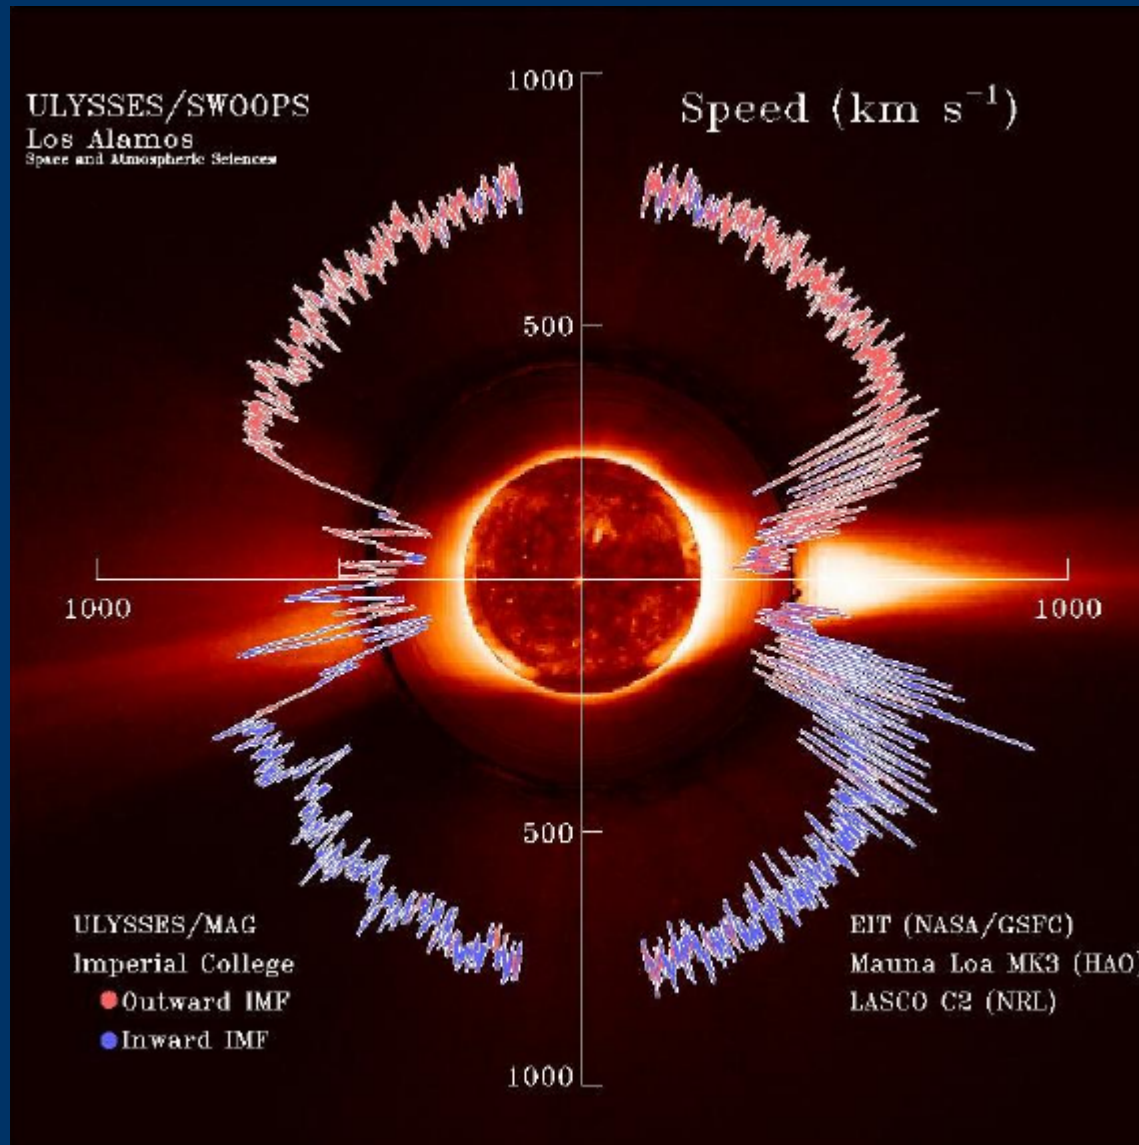 ULYSSES/SWOOPS
Los Alamos
Space and Atmospheric Sciences
Speed (km s⁻¹)
1000
500
1000
1000
500
1000
ULYSSES/MAG
Imperial College
Outward IMF
Inward IMF
EIT (NASA/GSFC)
Mauna Loa MK3 (HAO)
LASCO C2 (NRL)